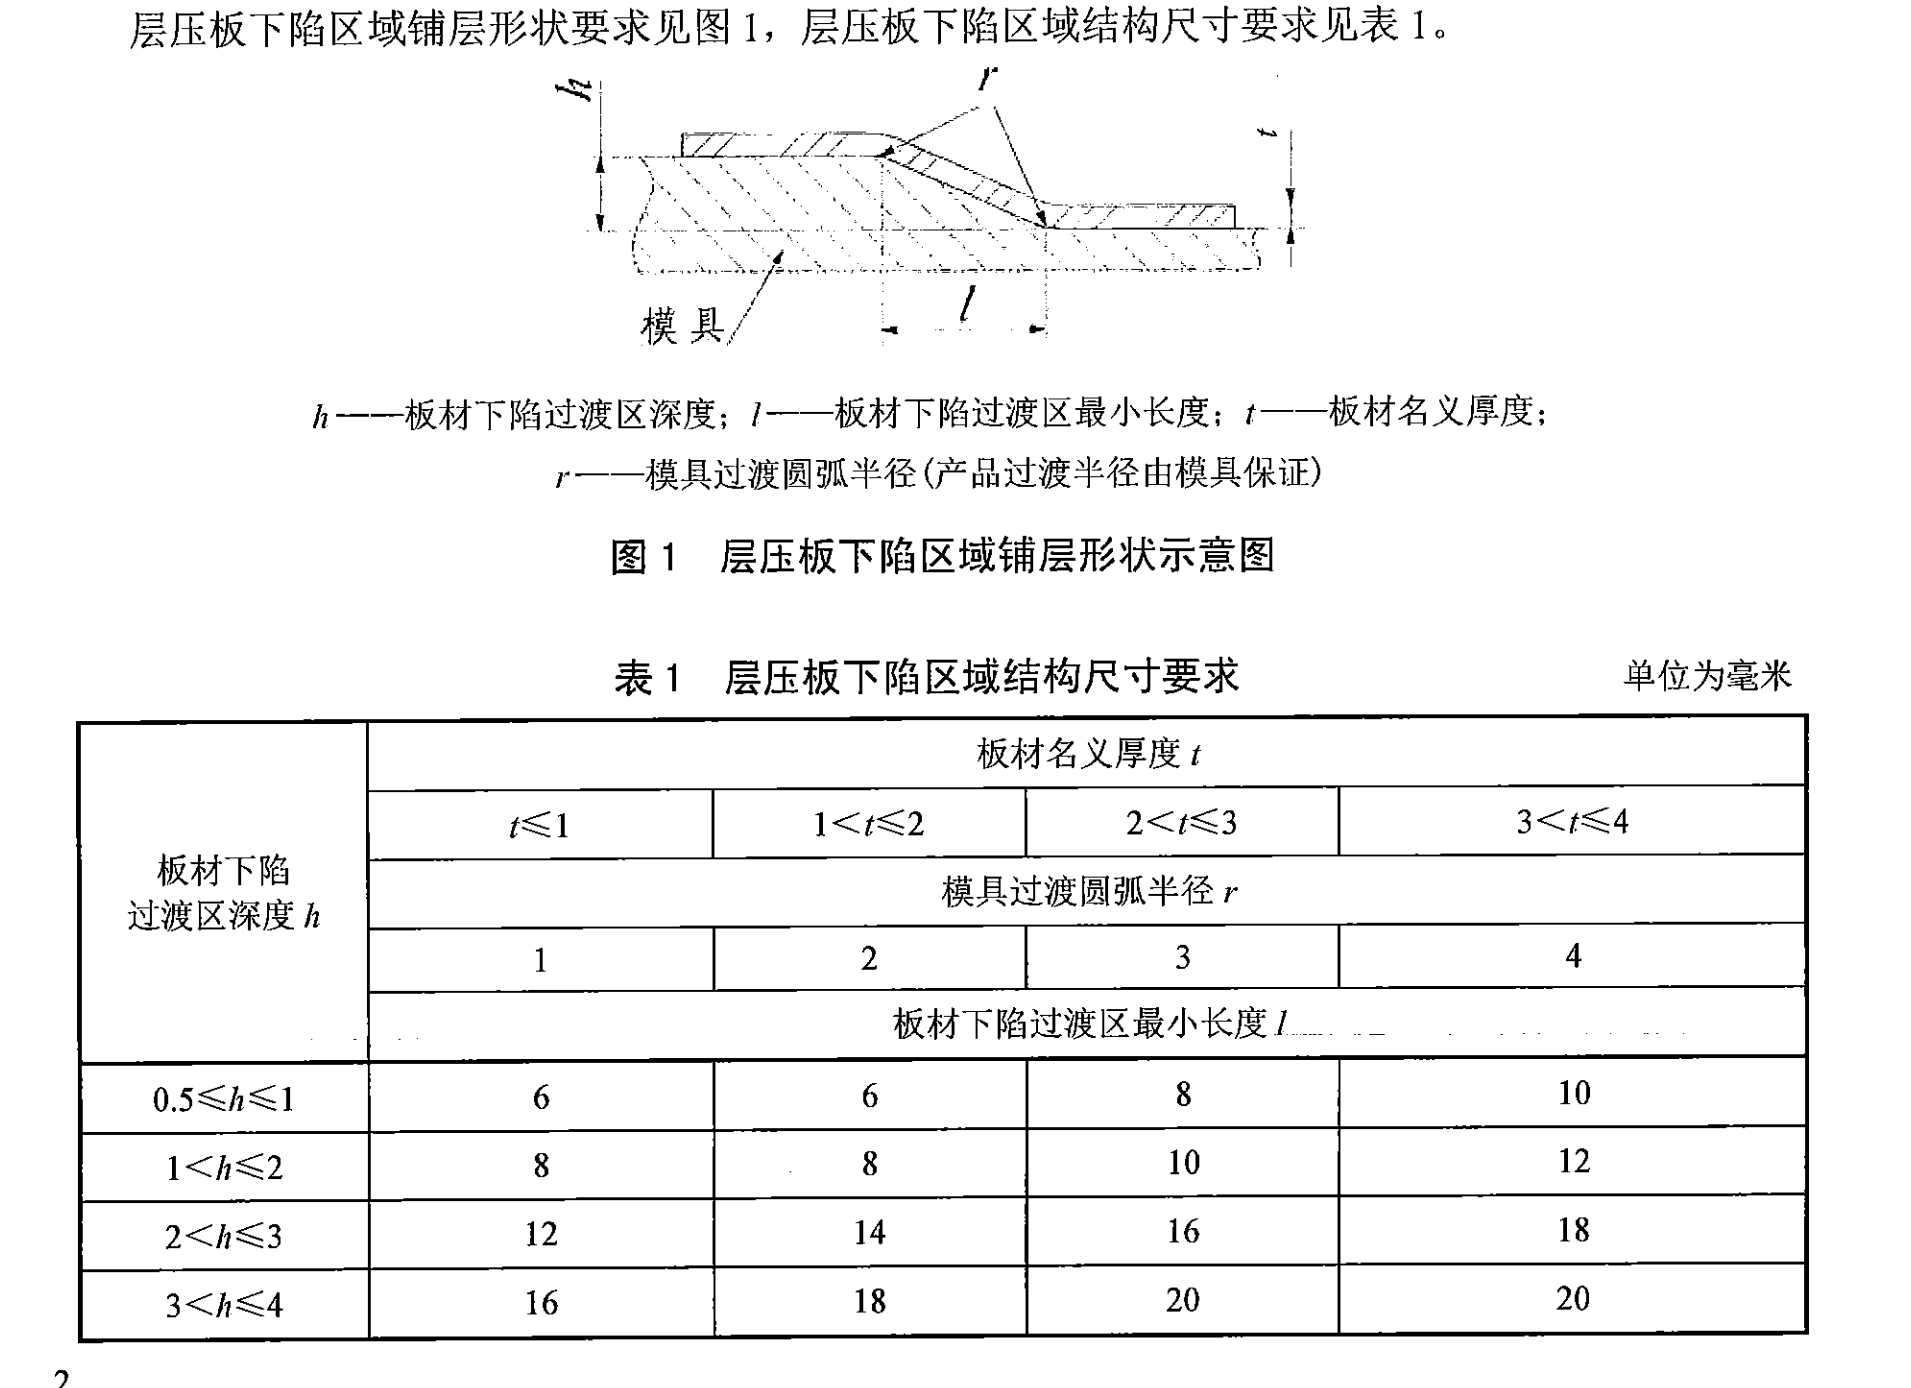 层压板下陷区域铺层形状要求见图 1，层压板下陷区域结构尺寸要求见表 1。
h
r
t
l
模具
h——板材下陷过渡区深度；l——板材下陷过渡区最小长度；t——板材名义厚度；
r——模具过渡圆弧半径(产品过渡半径由模具保证)
图 1 层压板下陷区域铺层形状示意图
表 1 层压板下陷区域结构尺寸要求 单位为毫米
板材下陷
过渡区深度 h
板材名义厚度 t
t≤1 1<t≤2 2<t≤3 3<t≤4
模具过渡圆弧半径 r
1 2 3 4
板材下陷过渡区最小长度 l
0.5≤h≤1 6 6 8 10
1<h≤2 8 8 10 12
2<h≤3 12 14 16 18
3<h≤4 16 18 20 20
2